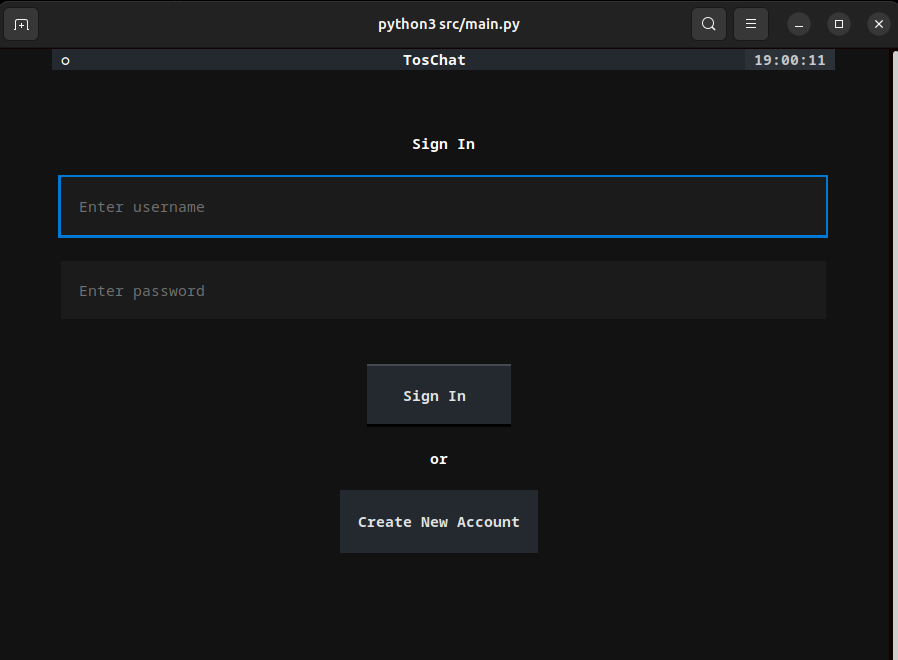 python3 src/main.py
TosChat 19:00:11
Sign In
Enter username
Enter password
Sign In
or
Create New Account